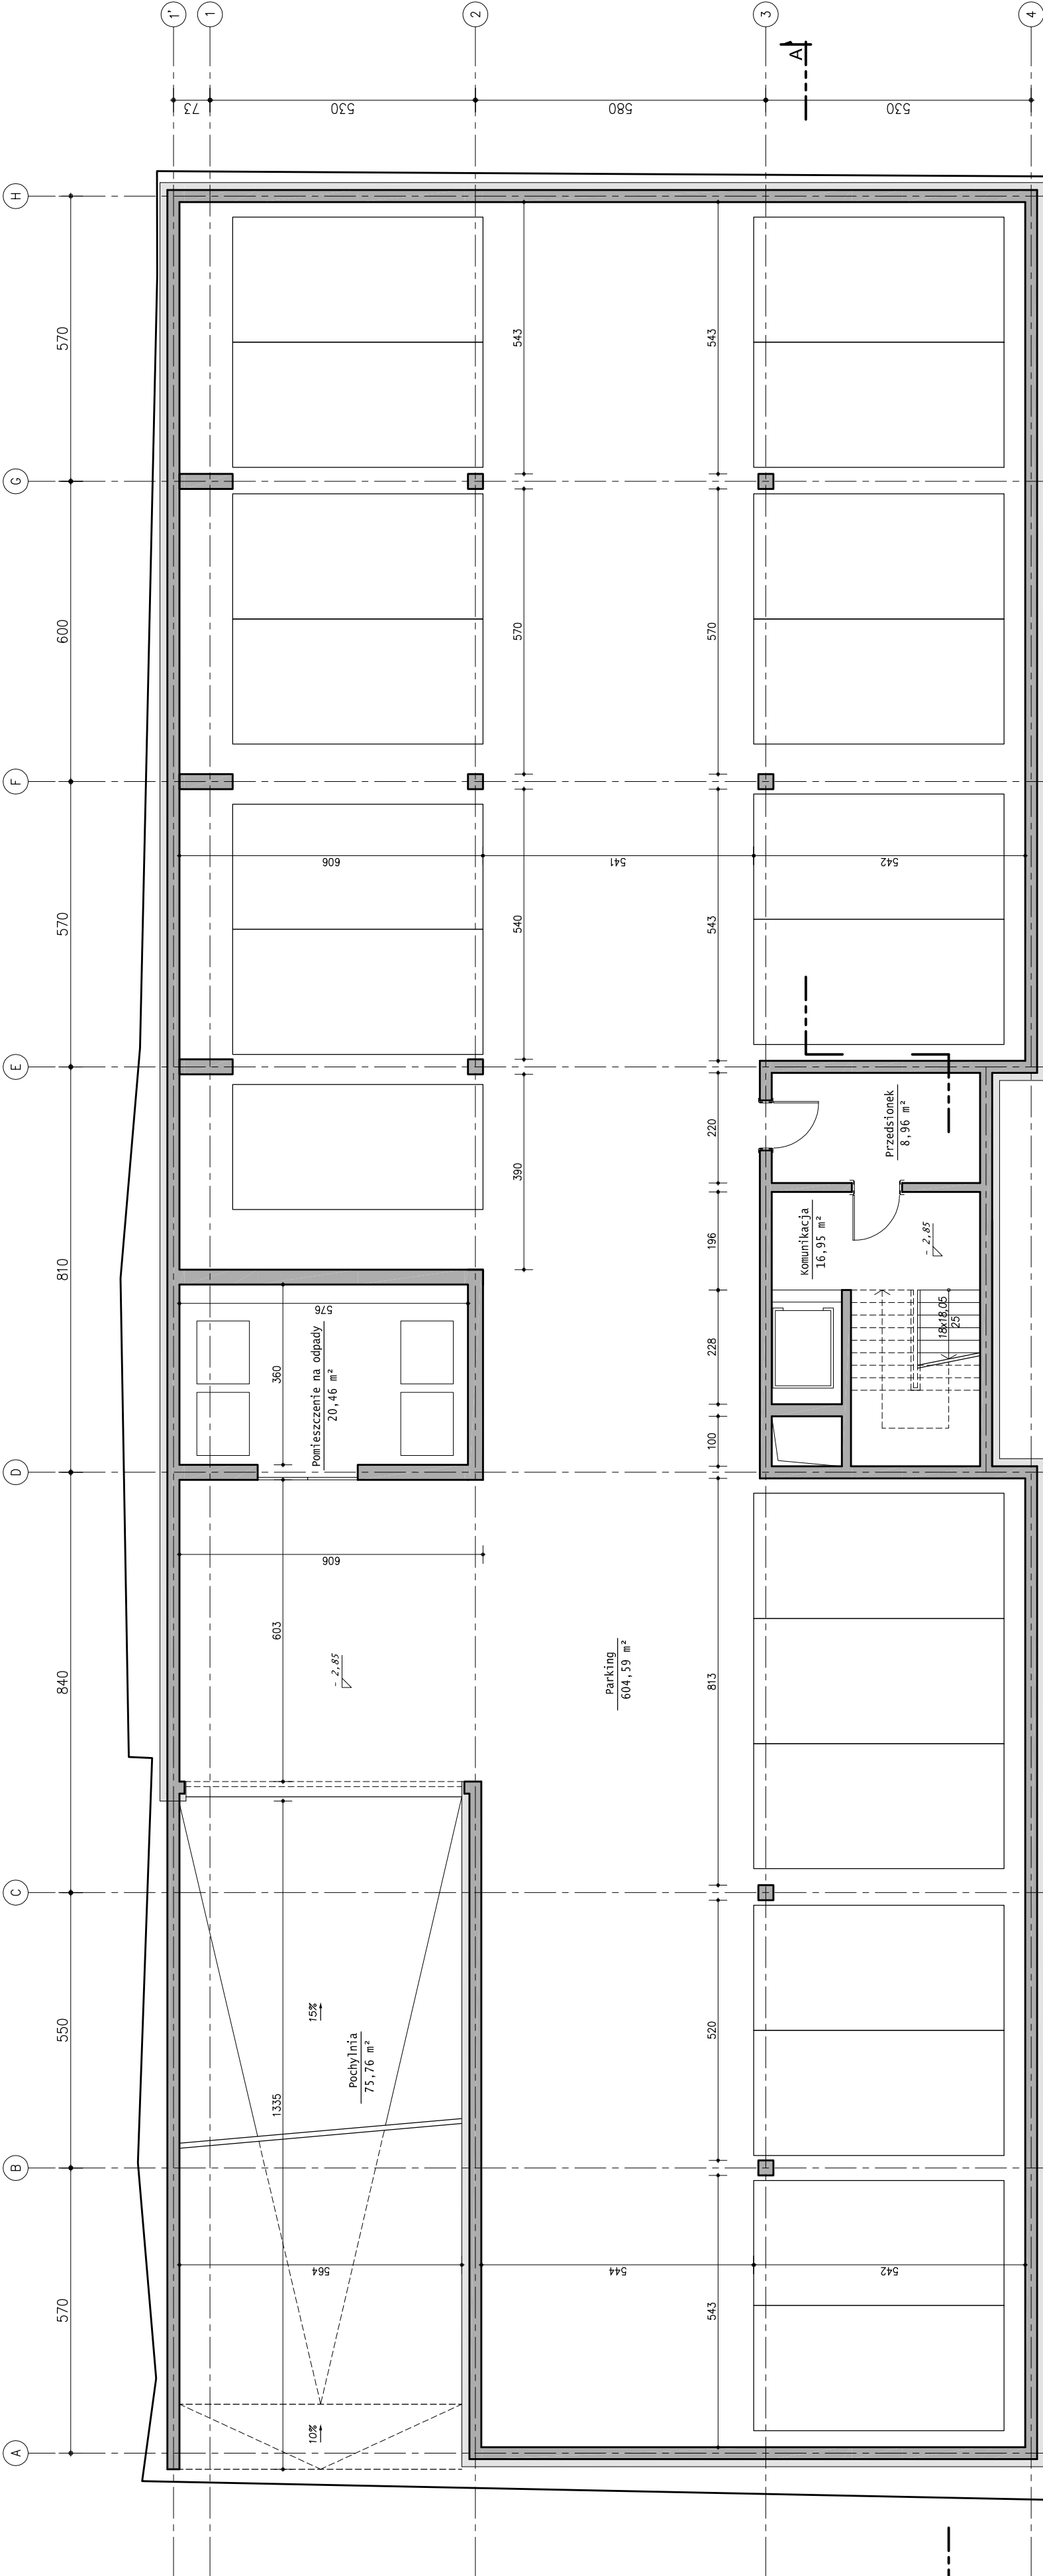 1'
1
2
3
4
73
530
580
530
A
H
G
F
E
D
C
B
A
570
600
570
810
840
550
570
543
543
570
570
606
541
542
540
543
390
220
Przedsionek
8,96 m²
Komunikacja
16,95 m²
196
- 2,85
576
360
Pomieszczenie na odpady
20,46 m²
228
18x18,05
25
100
606
603
- 2,85
Parking
604,59 m²
813
15%
Pochylnia
75,76 m²
520
1335
564
544
542
543
10%